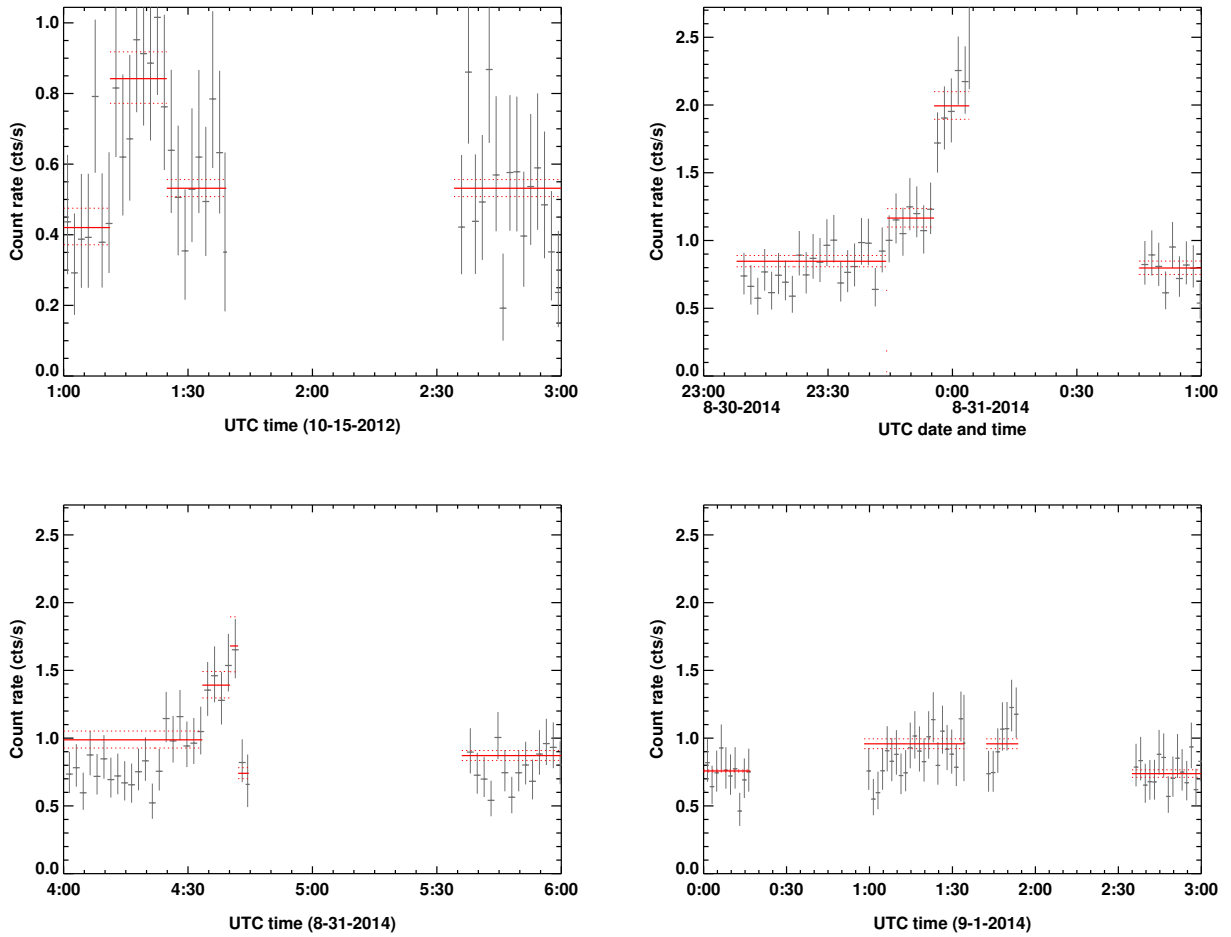 Count rate (cts/s)
1.0
0.8
0.6
0.4
0.2
0.0
1:00 1:30 2:00 2:30 3:00
UTC time (10-15-2012)
Count rate (cts/s)
2.5
2.0
1.5
1.0
0.5
0.0
23:00 23:30 0:00 0:30 1:00
8-30-2014 8-31-2014
UTC date and time
Count rate (cts/s)
2.5
2.0
1.5
1.0
0.5
0.0
4:00 4:30 5:00 5:30 6:00
UTC time (8-31-2014)
Count rate (cts/s)
2.5
2.0
1.5
1.0
0.5
0.0
0:00 0:30 1:00 1:30 2:00 2:30 3:00
UTC time (9-1-2014)